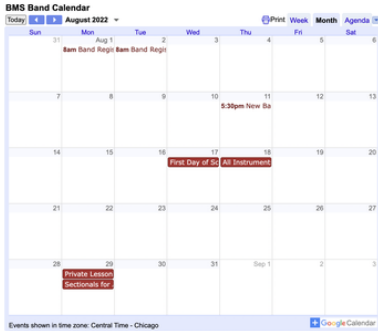 BMS Band Calendar
Today August 2022 Print Week Month Agenda
Sun Mon Tue Wed Thu Fri Sat
31 Aug 1 2 3 4 5 6
8am Band Regi 8am Band Regis
7 8 9 10 11 12 13
5:30pm New Ba
14 15 16 17 18 19 20
First Day of Sc All Instrument
21 22 23 24 25 26 27
28 29 30 31 Sep 1 2 3
Private Lesson
Sectionals for
Events shown in time zone: Central Time - Chicago
Google Calendar